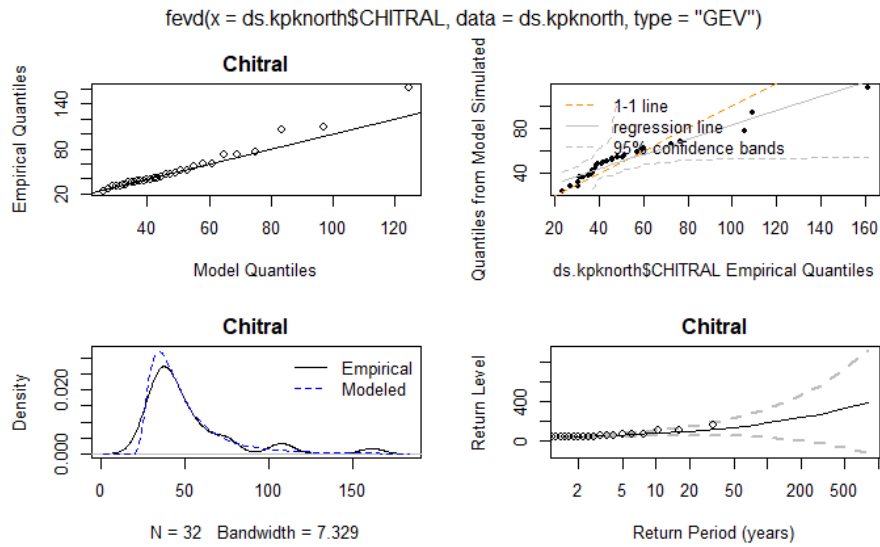 fevd(x = ds.kpknorth$CHITRAL, data = ds.kpknorth, type = "GEV")
Chitral
Empirical Quantiles
20
80
140
40
60
80
100
120
Model Quantiles
Quantiles from Model Simulated
40
80
1-1 line
regression line
95% confidence bands
20
40
60
80
100
120
140
160
ds.kpknorth$CHITRAL Empirical Quantiles
Chitral
Density
0.000
0.020
Empirical
Modeled
0
50
100
150
N = 32 Bandwidth = 7.329
Chitral
Return Level
0
400
2
5
10
20
50
200
500
Return Period (years)